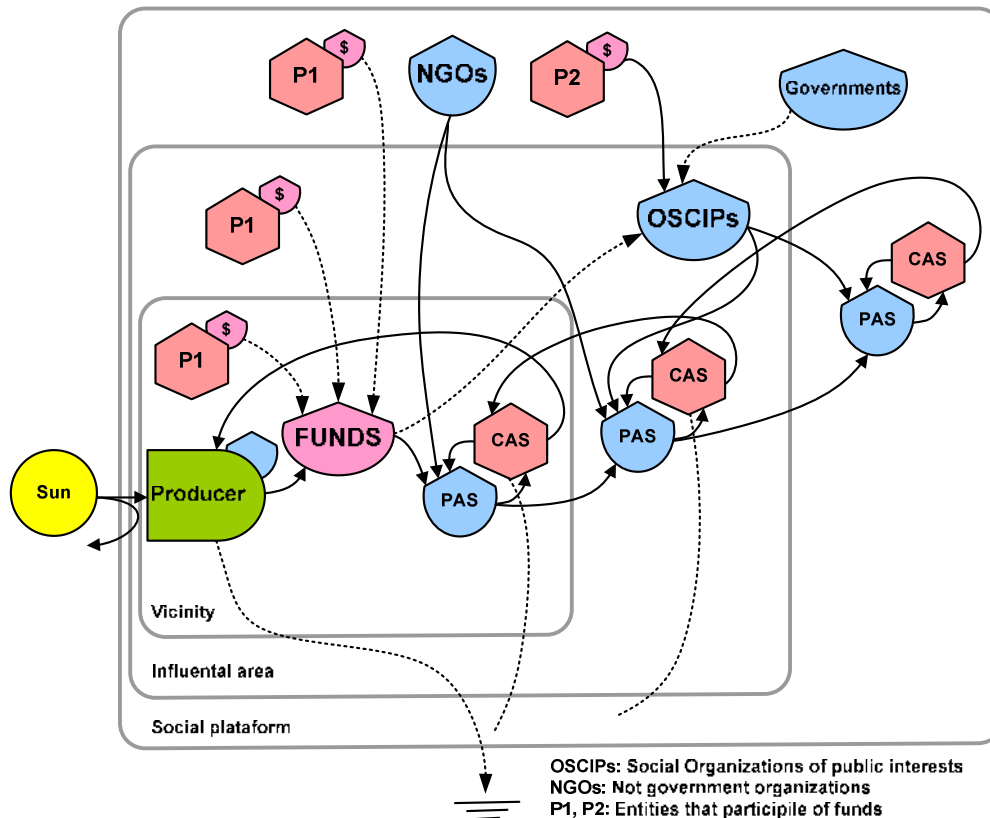 $
P1
NGOs
$
P2
Governments
$
P1
OSCIPs
CAS
PAS
$
P1
CAS
FUNDS
CAS
PAS
Sun
Producer
PAS
Vicinity
Influental area
Social plataform
OSCIPs: Social Organizations of public interests
NGOs: Not government organizations
P1, P2: Entities that participile of funds